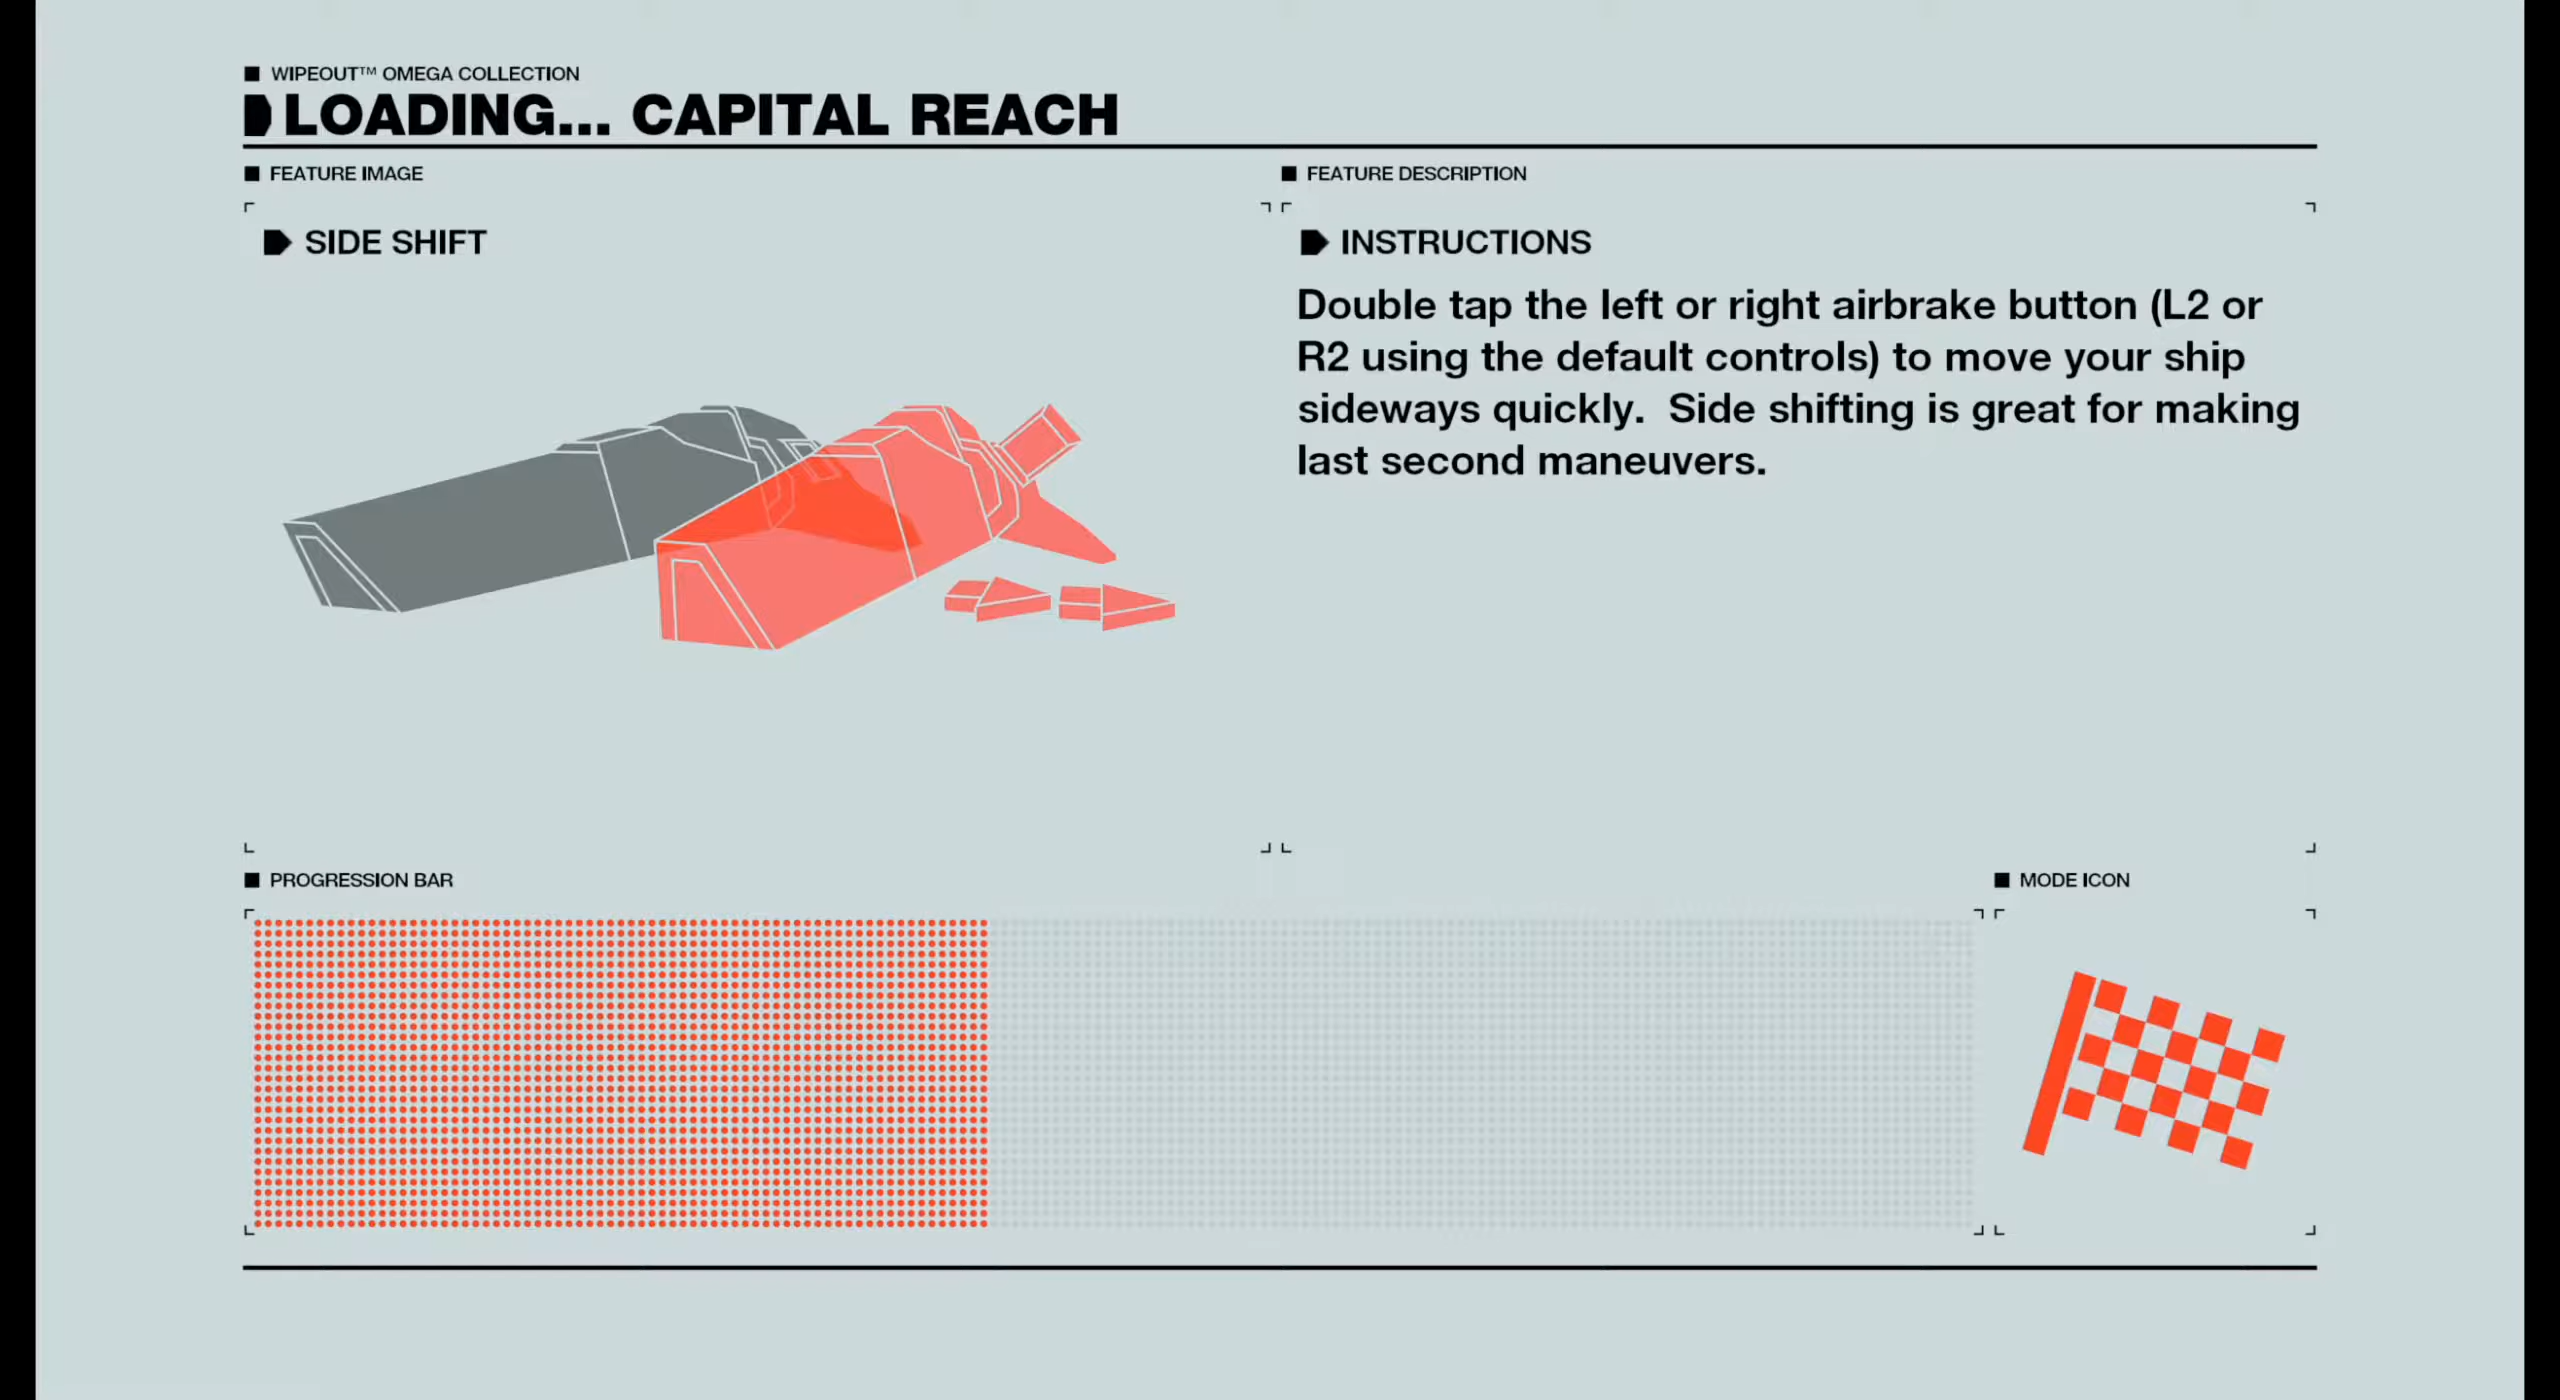 WIPEOUT™ OMEGA COLLECTION
LOADING... CAPITAL REACH
FEATURE IMAGE
SIDE SHIFT
FEATURE DESCRIPTION
INSTRUCTIONS
Double tap the left or right airbrake button (L2 or
R2 using the default controls) to move your ship
sideways quickly.  Side shifting is great for making
last second maneuvers.
PROGRESSION BAR
MODE ICON